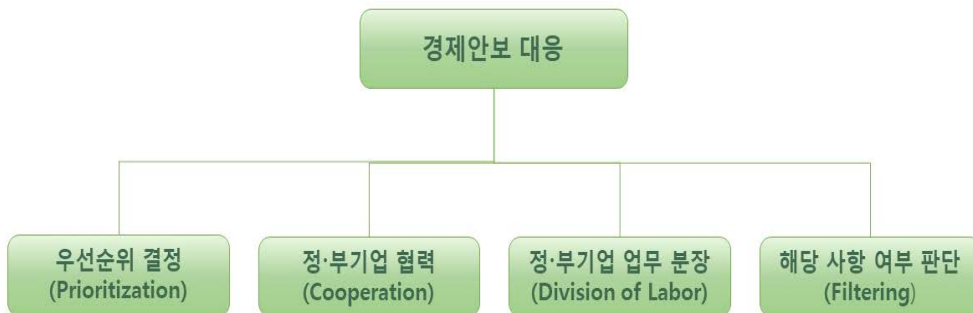 경제안보 대응
우선순위 결정
(Prioritization)
정·부기업 협력
(Cooperation)
정·부기업 업무 분장
(Division of Labor)
해당 사항 여부 판단
(Filtering)